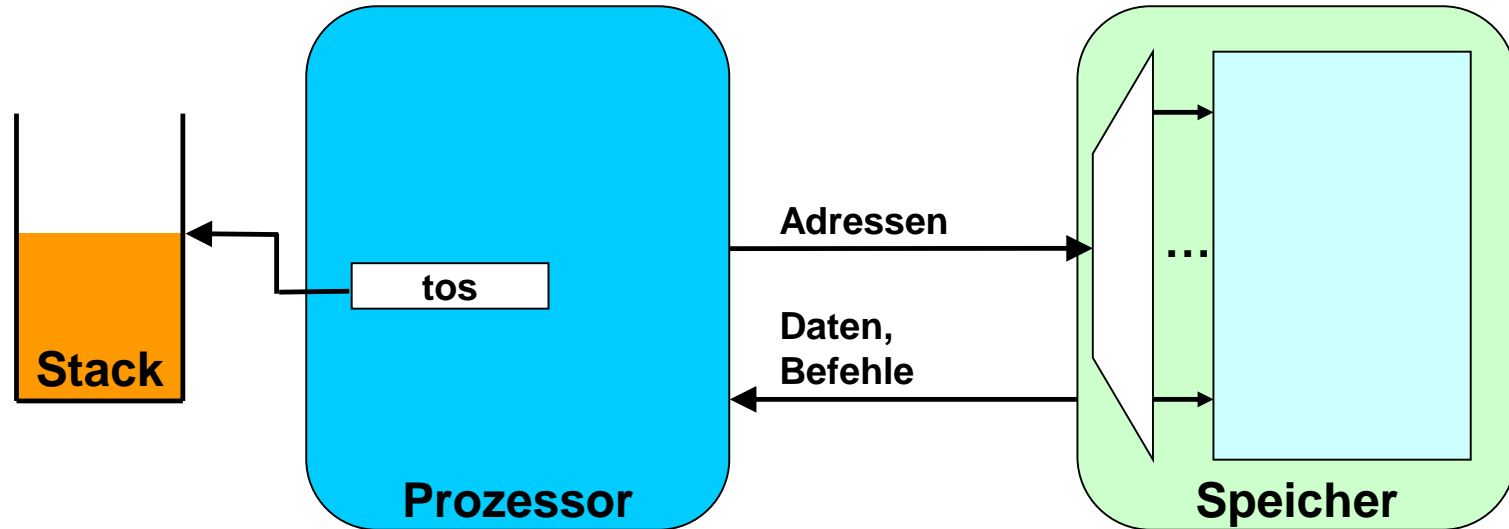 Adressen
...
tos
Daten,
Befehle
Stack
Prozessor
Speicher